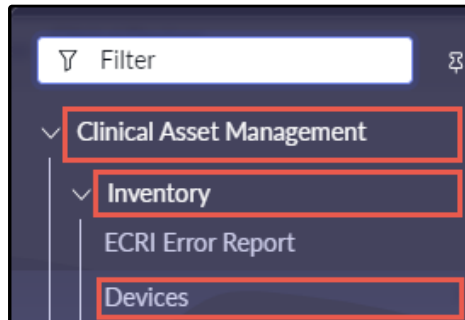 Filter
Clinical Asset Management
Inventory
ECRI Error Report
Devices